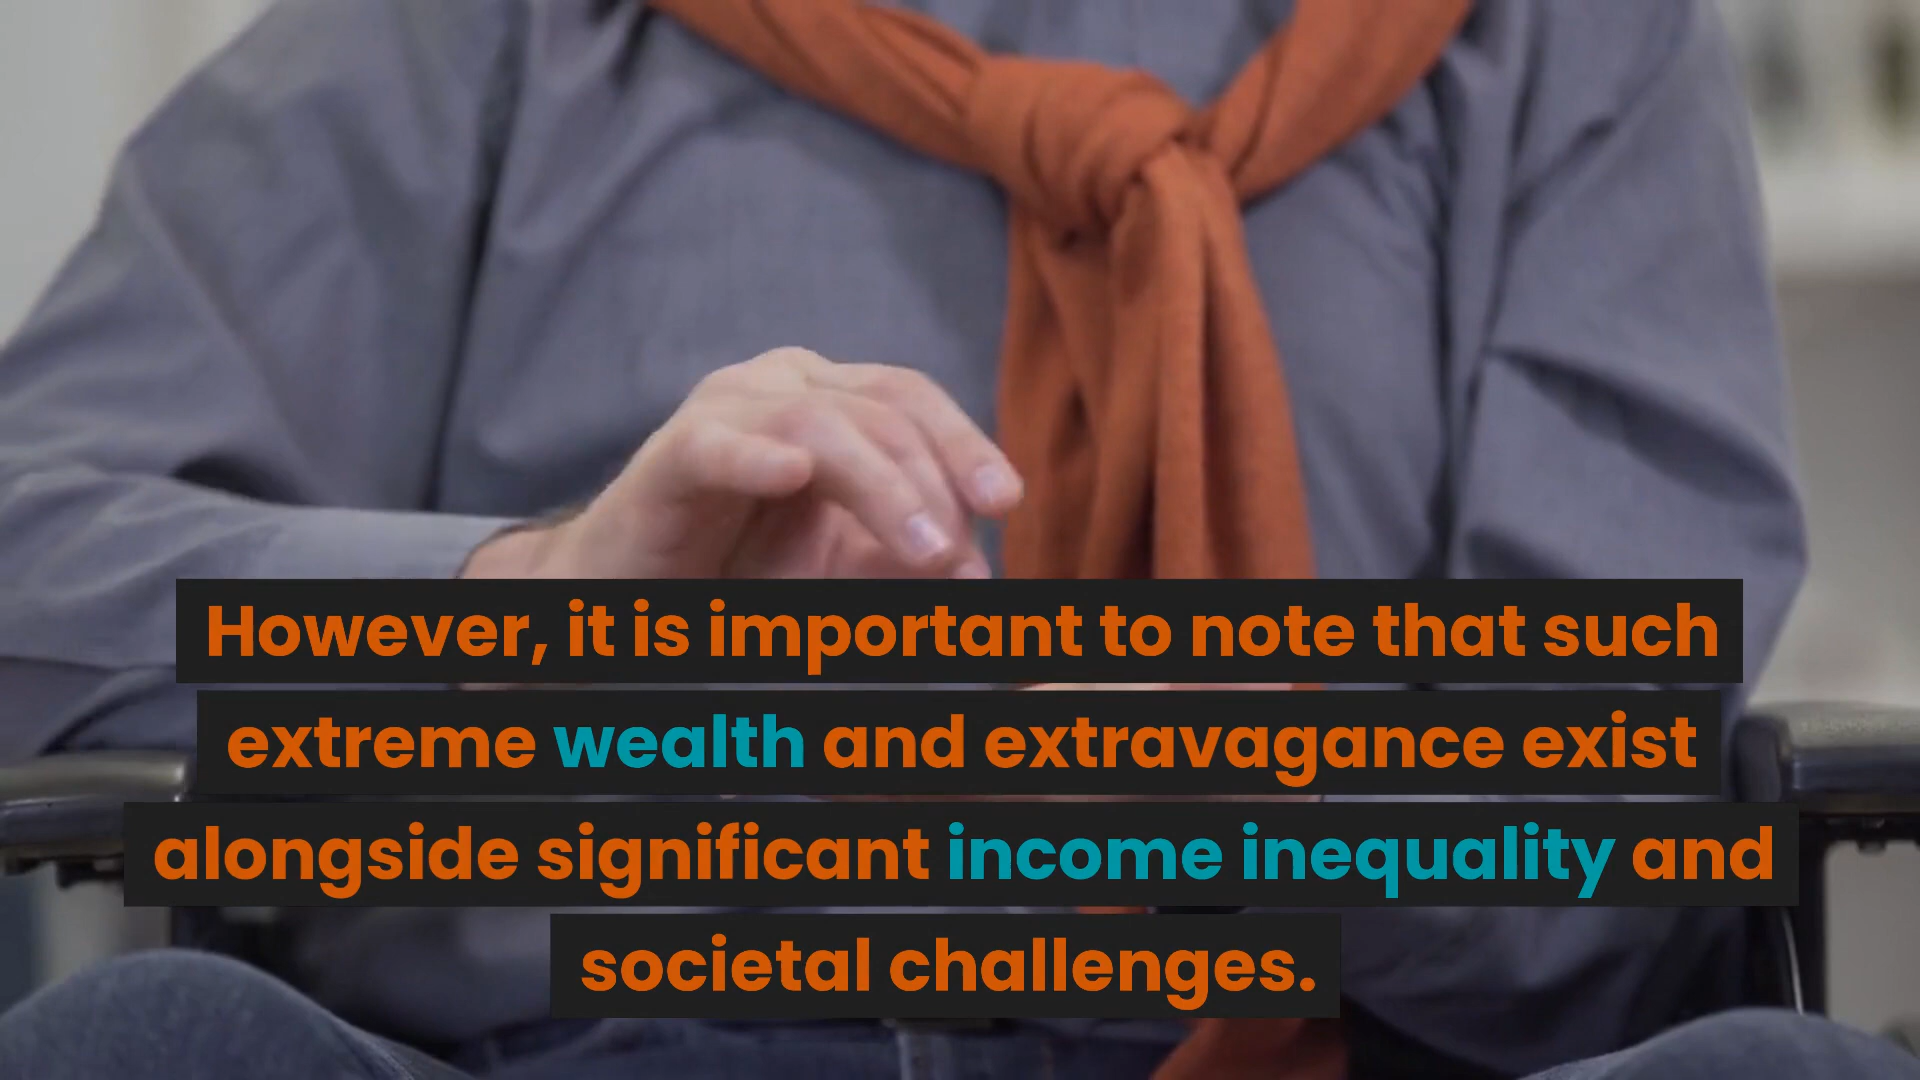 However, it is important to note that such
extreme wealth and extravagance exist
alongside significant income inequality and
societal challenges.